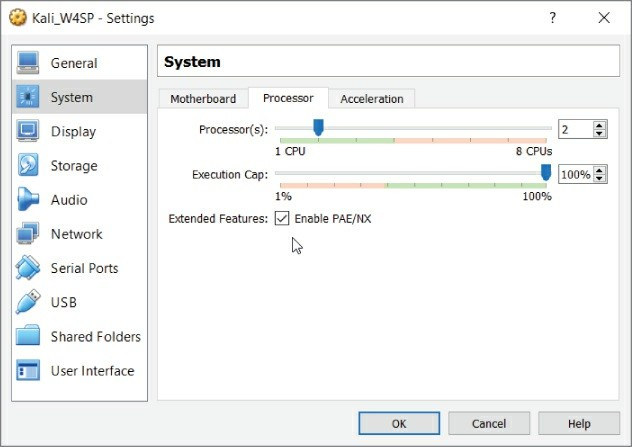 Kali_W4SP - Settings
?
General
System
Display
Storage
Audio
Network
Serial Ports
USB
Shared Folders
User Interface
System
Motherboard Processor Acceleration
Processor(s): 2
1 CPU 8 CPUs
Execution Cap: 100%
1% 100%
Extended Features: Enable PAE/NX
OK Cancel Help